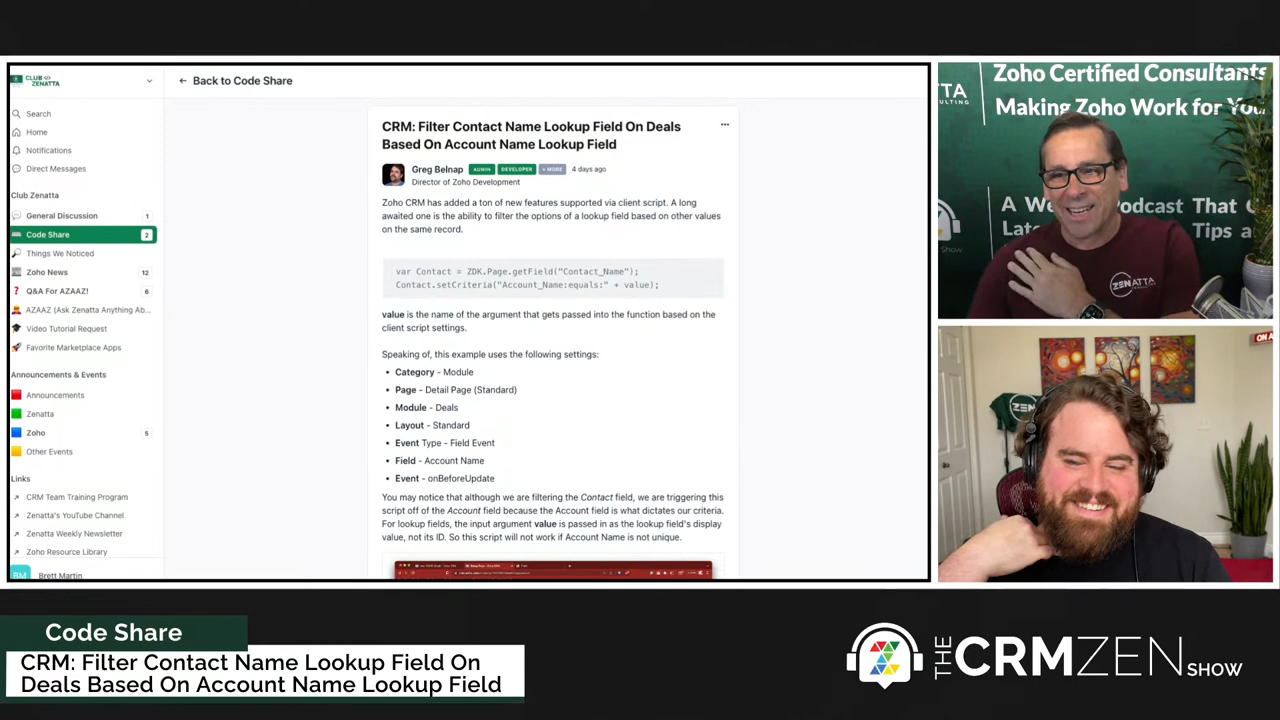 CLUB
ZENATTA
← Back to Code Share
Search
Home
Notifications
Direct Messages
Club Zenatta
General Discussion 1
Code Share 2
Things We Noticed
Zoho News 12
Q&A For AZAAZ! 6
AZAAZ (Ask Zenatta Anything Ab...
Video Tutorial Request
Favorite Marketplace Apps
Announcements & Events
Announcements
Zenatta
Zoho 5
Other Events
Links
CRM Team Training Program
Zenatta's YouTube Channel
Zenatta Weekly Newsletter
Zoho Resource Library
BM Brett Martin
CRM: Filter Contact Name Lookup Field On Deals
Based On Account Name Lookup Field
Greg Belnap ADMIN DEVELOPER + MORE 4 days ago
Director of Zoho Development
Zoho CRM has added a ton of new features supported via client script. A long
awaited one is the ability to filter the options of a lookup field based on other values
on the same record.
var Contact = ZDK.Page.getField("Contact_Name");
Contact.setCriteria("Account_Name:equals:" + value);
value is the name of the argument that gets passed into the function based on the
client script settings.
Speaking of, this example uses the following settings:
• Category - Module
• Page - Detail Page (Standard)
• Module - Deals
• Layout - Standard
• Event Type - Field Event
• Field - Account Name
• Event - onBeforeUpdate
You may notice that although we are filtering the Contact field, we are triggering this
script off of the Account field because the Account field is what dictates our criteria.
For lookup fields, the input argument value is passed in as the lookup field's display
value, not its ID. So this script will not work if Account Name is not unique.
Zoho Certified Consultants
Making Zoho Work for You
TTA
SULTING
A We Podcast That
Late Tips a
Show
ZENATTA
ZEN
ON A
Code Share
CRM: Filter Contact Name Lookup Field On
Deals Based On Account Name Lookup Field
THE CRMZEN SHOW